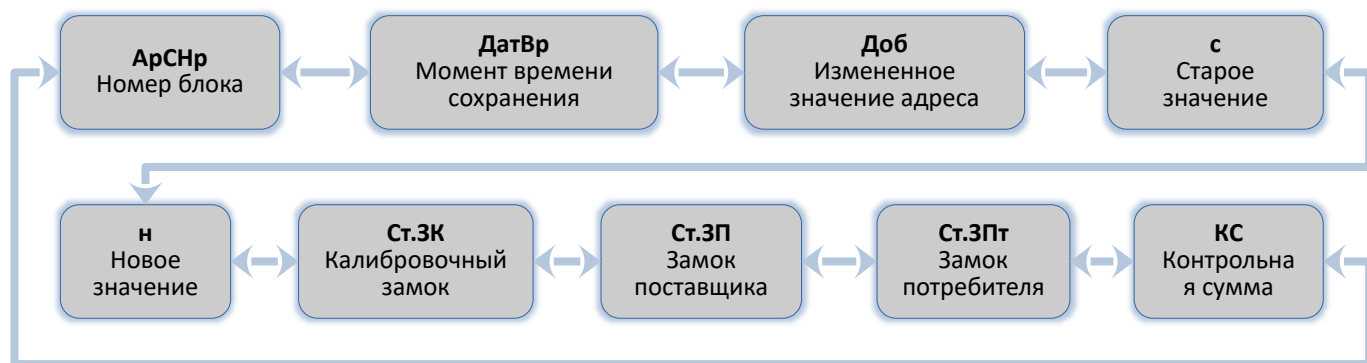 АрСНр
Номер блока
ДатВр
Момент времени
сохранения
Доб
Измененное
значение адреса
с
Старое
значение
н
Новое
значение
Ст.ЗК
Калибровочный
замок
Ст.ЗП
Замок
поставщика
Ст.ЗПт
Замок
потребителя
КС
Контрольна
я сумма